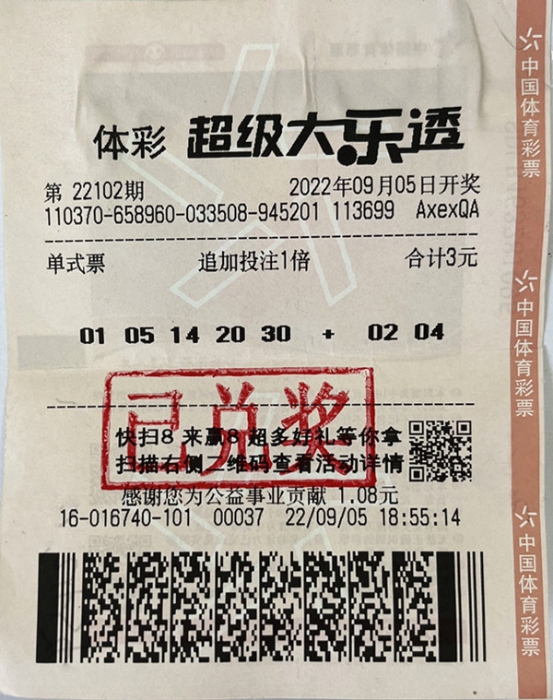 体彩 超级大乐透
第 22102期 2022年09月05日开奖
110370-658960-033508-945201 113699 AxexQA
单式票 追加投注1倍 合计3元
01 05 14 20 30 + 02 04
已兑奖
快扫8 来赢8 超多好礼等你拿
扫描右侧二维码查看活动详情
感谢您为公益事业贡献 1.08元
16-016740-101 00037 22/09/05 18:55:14
中国体育彩票
中国体育彩票
中国体育彩票